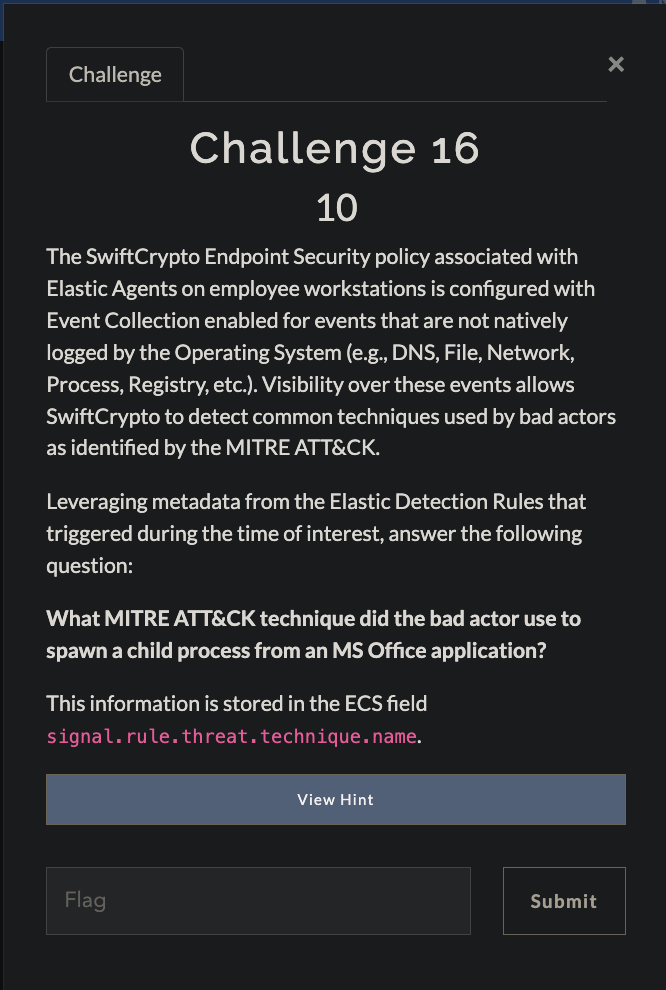 Challenge
×
Challenge 16
10
The SwiftCrypto Endpoint Security policy associated with
Elastic Agents on employee workstations is configured with
Event Collection enabled for events that are not natively
logged by the Operating System (e.g., DNS, File, Network,
Process, Registry, etc.). Visibility over these events allows
SwiftCrypto to detect common techniques used by bad actors
as identified by the MITRE ATT&CK.
Leveraging metadata from the Elastic Detection Rules that
triggered during the time of interest, answer the following
question:
What MITRE ATT&CK technique did the bad actor use to
spawn a child process from an MS Office application?
This information is stored in the ECS field
signal.rule.threat.technique.name.
View Hint
Flag
Submit